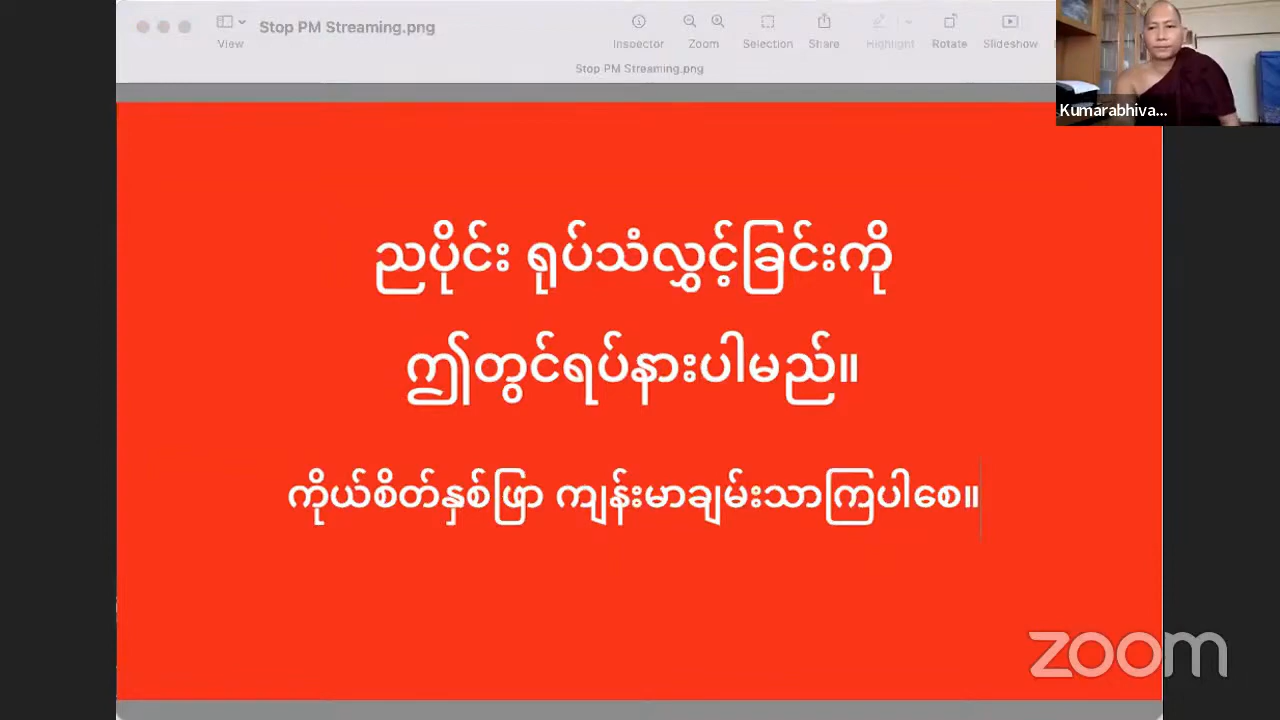 Stop PM Streaming.png
View
Inspector
Zoom
Selection
Share
Highlight
Rotate
Slideshow
Stop PM Streaming.png
Kumarabhiva...
ညပိုင်း ရုပ်သံလွှင့်ခြင်းကို
ဤတွင်ရပ်နားပါမည်။
ကိုယ်စိတ်နှစ်ဖြာ ကျန်းမာချမ်းသာကြပါစေ။
zoom